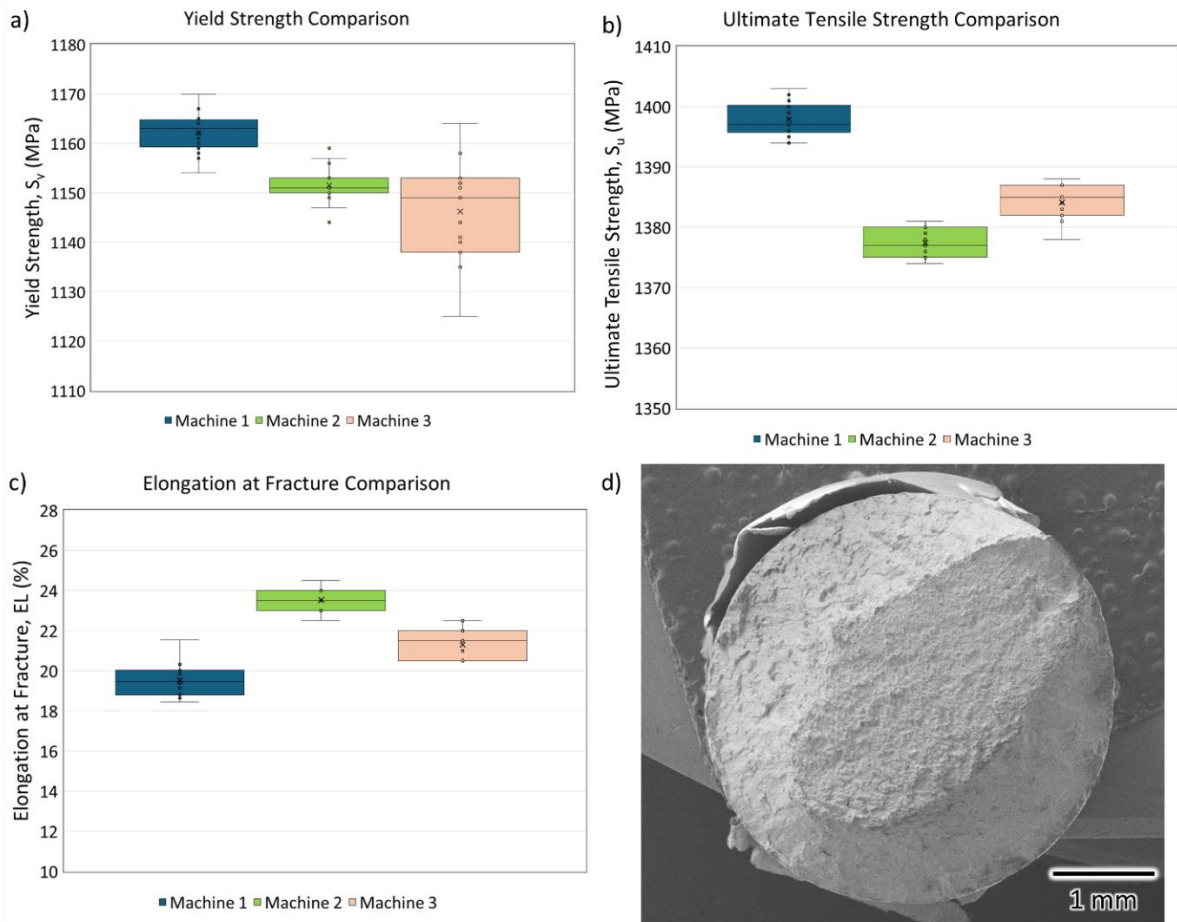 a)
Yield Strength Comparison
Yield Strength, Sy (MPa)
1180
1170
1160
1150
1140
1130
1120
1110
Machine 1 Machine 2 Machine 3
b)
Ultimate Tensile Strength Comparison
Ultimate Tensile Strength, Su (MPa)
1410
1400
1390
1380
1370
1360
1350
Machine 1 Machine 2 Machine 3
c)
Elongation at Fracture Comparison
Elongation at Fracture, EL (%)
28
26
24
22
20
18
16
14
12
10
Machine 1 Machine 2 Machine 3
d)
1 mm